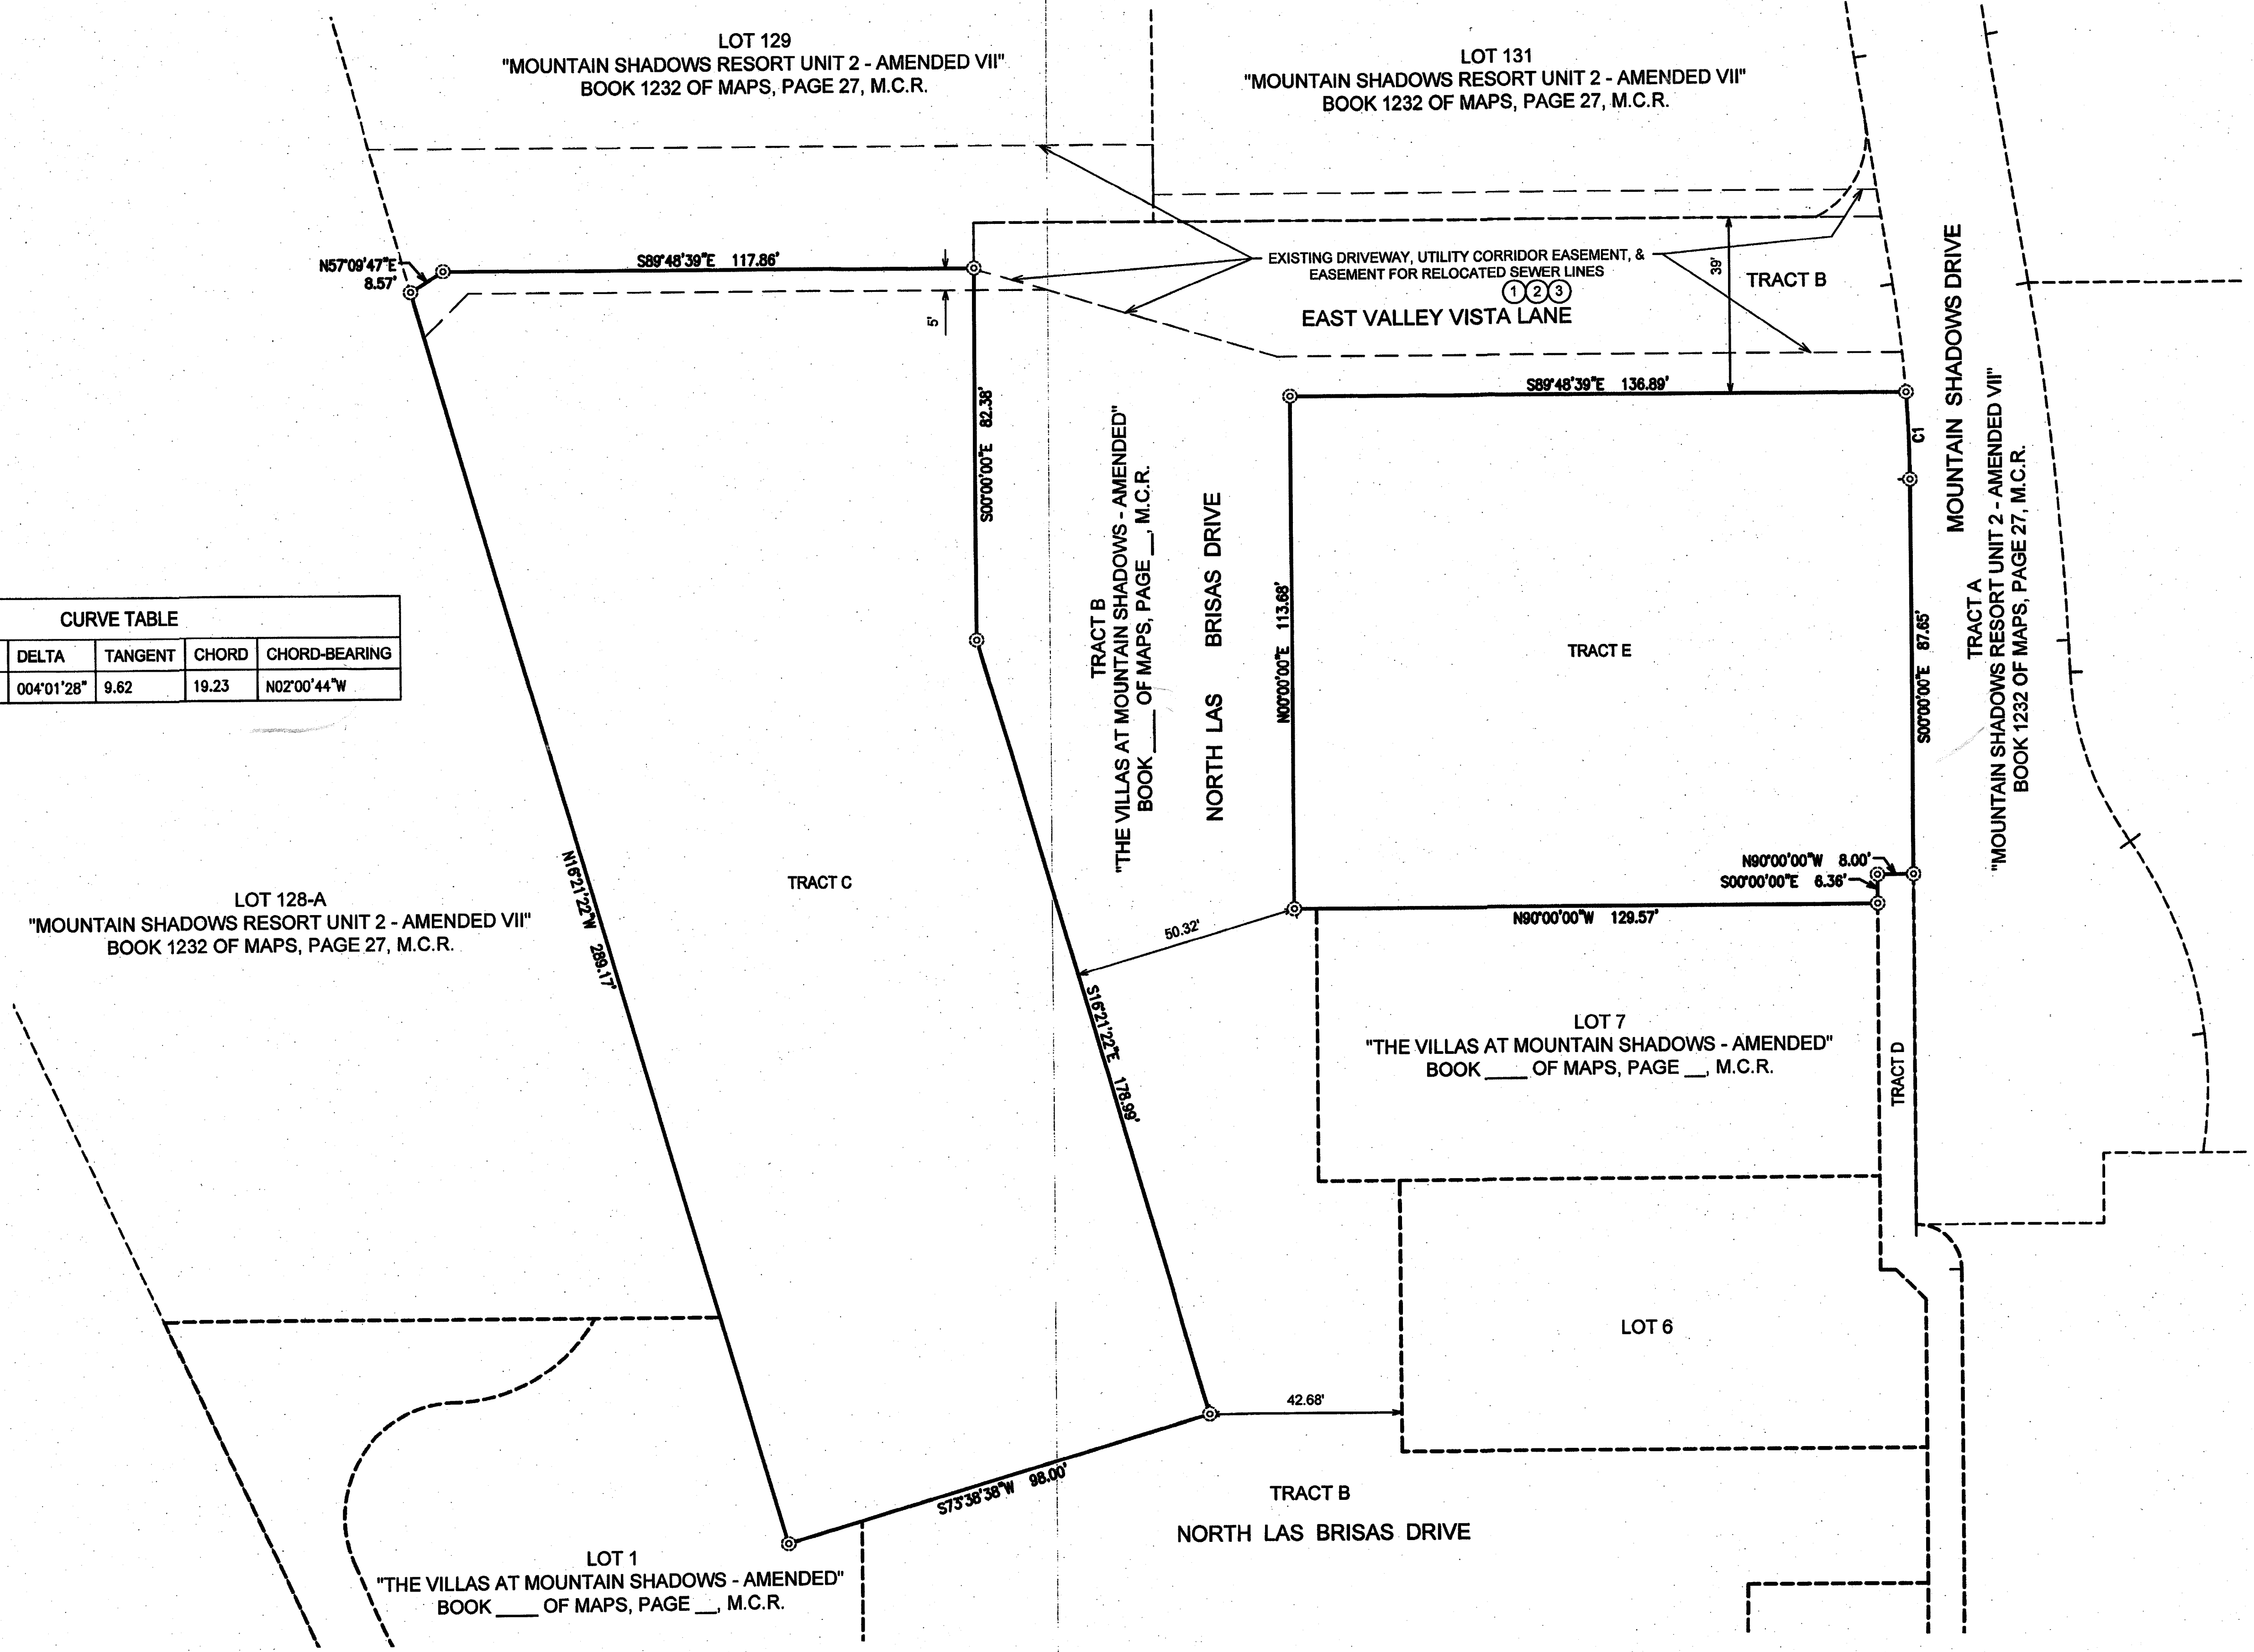 LOT 129
"MOUNTAIN SHADOWS RESORT UNIT 2 - AMENDED VII"
BOOK 1232 OF MAPS, PAGE 27, M.C.R.
LOT 131
"MOUNTAIN SHADOWS RESORT UNIT 2 - AMENDED VII"
BOOK 1232 OF MAPS, PAGE 27, M.C.R.
N57°09'47"E
8.57'
S89°48'39"E 117.86'
5'
EXISTING DRIVEWAY, UTILITY CORRIDOR EASEMENT, &
EASEMENT FOR RELOCATED SEWER LINES
1 2 3
EAST VALLEY VISTA LANE
39'
TRACT B
MOUNTAIN SHADOWS DRIVE
S89°48'39"E 136.89'
C1
S00°00'00"E 82.38'
TRACT B
"THE VILLAS AT MOUNTAIN SHADOWS - AMENDED"
BOOK ____ OF MAPS, PAGE __, M.C.R.
NORTH LAS BRISAS DRIVE
N00°00'00"E 113.68'
TRACT E
S00°00'00"E 87.65'
TRACT A
"MOUNTAIN SHADOWS RESORT UNIT 2 - AMENDED VII"
BOOK 1232 OF MAPS, PAGE 27, M.C.R.
CURVE TABLE
DELTA TANGENT CHORD CHORD-BEARING
004°01'28" 9.62 19.23 N02°00'44"W
N16°21'22"W 289.17'
TRACT C
LOT 128-A
"MOUNTAIN SHADOWS RESORT UNIT 2 - AMENDED VII"
BOOK 1232 OF MAPS, PAGE 27, M.C.R.
N90°00'00"W 8.00'
S00°00'00"E 6.36'
N90°00'00"W 129.57'
50.32'
S16°21'22"E 178.99'
LOT 7
"THE VILLAS AT MOUNTAIN SHADOWS - AMENDED"
BOOK ____ OF MAPS, PAGE __, M.C.R.
TRACT D
LOT 6
42.68'
S73°38'38"W 98.00'
TRACT B
NORTH LAS BRISAS DRIVE
LOT 1
"THE VILLAS AT MOUNTAIN SHADOWS - AMENDED"
BOOK ____ OF MAPS, PAGE __, M.C.R.